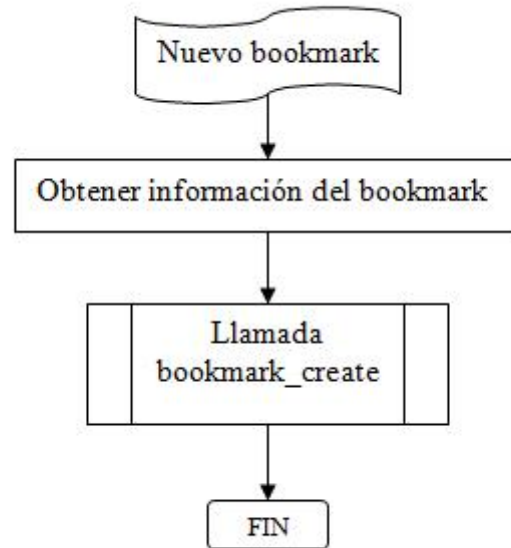 Nuevo bookmark
Obtener información del bookmark
Llamada
bookmark_create
FIN